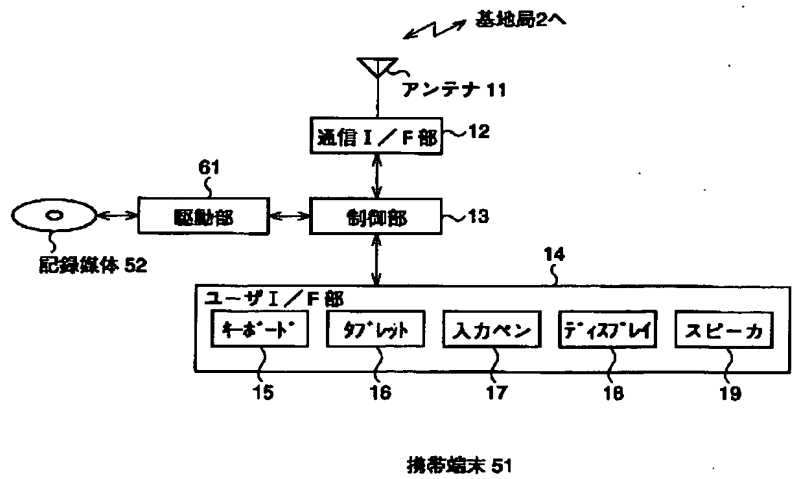 基地局2へ
アンテナ 11
通信Ⅰ／F部
12
61
駆動部
制御部
13
記録媒体 52
14
ユーザⅠ／F部
ｷｰﾎﾞｰﾄﾞ
ﾀﾌﾞﾚｯﾄ
入力ペン
ﾃﾞｨｽﾌﾟﾚｲ
スピーカ
15
16
17
18
19
携帯端末 51